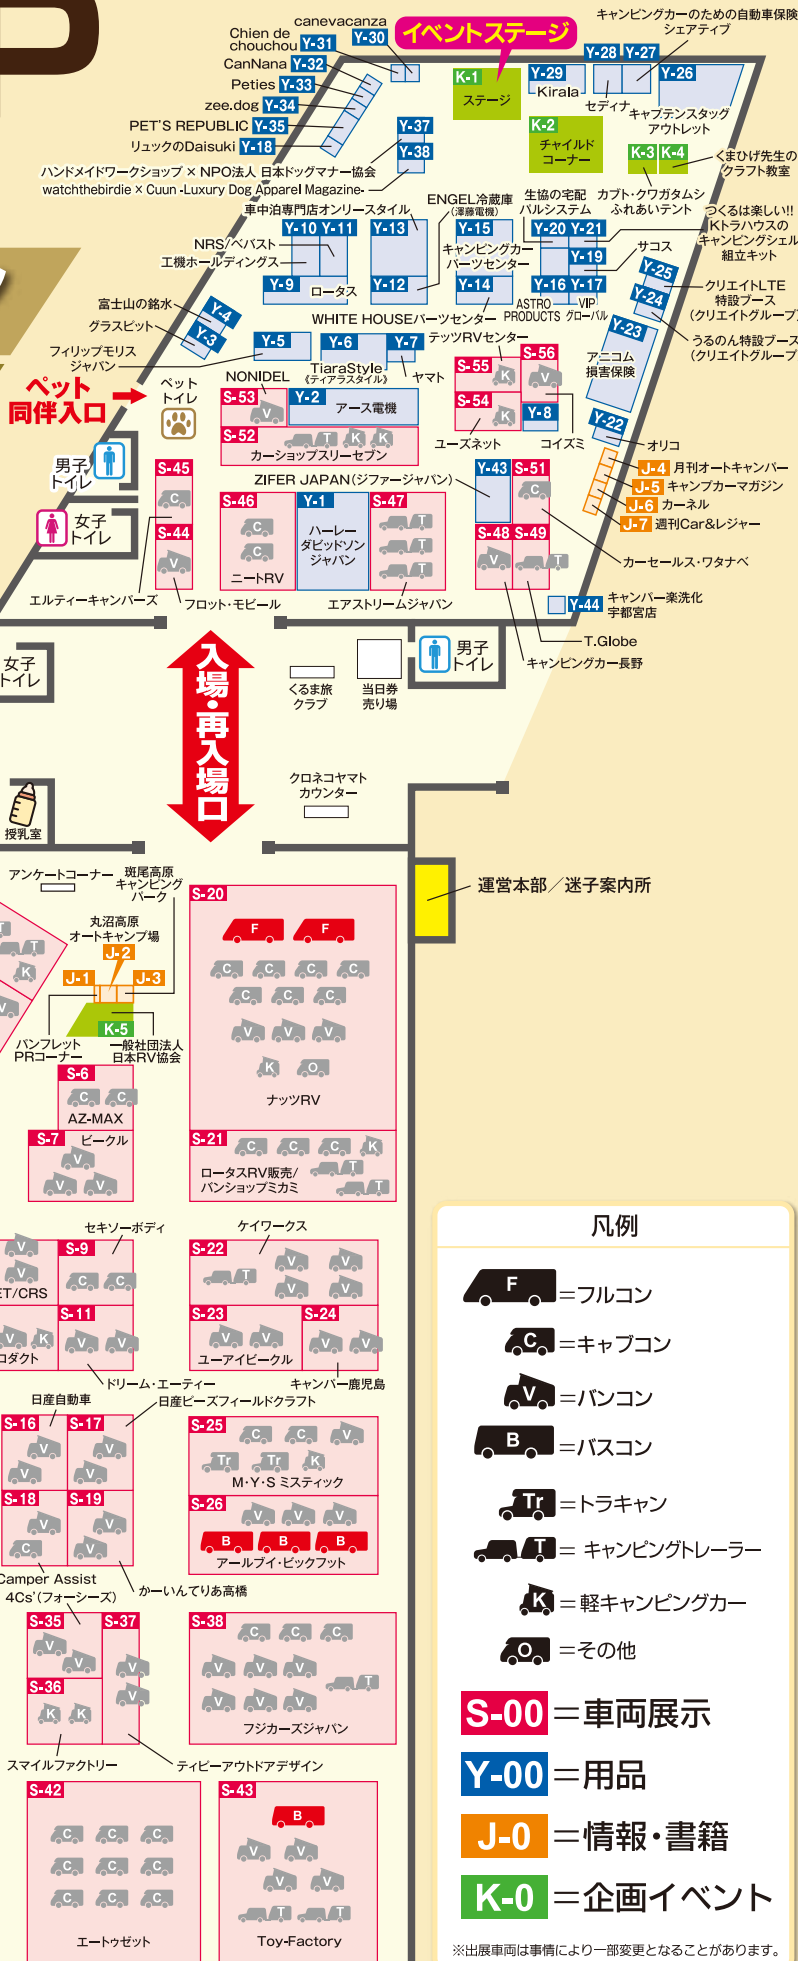 P
canevacanza
Y-30
イベントステージ
キャンピングカーのための自動車保険
シェアティブ
Chien de
chouchou
Y-31
CanNana Y-32
Peties Y-33
zee.dog Y-34
PET'S REPUBLIC Y-35
リュックのDaisuki Y-18
K-1
ステージ
Y-29
Kirala
Y-28
Y-27
セディナ
Y-26
キャプテンスタッグ
アウトレット
Y-37
Y-38
K-2
チャイルド
コーナー
K-3
K-4
くまひげ先生の
クラフト教室
カブト・クワガタムシ
ふれあいテント
ハンドメイドワークショップ × NPO法人 日本ドッグマナー協会
watchthebirdie × Cuun -Luxury Dog Apparel Magazine-
車中泊専門店オンリースタイル
ENGEL冷蔵庫
(澤藤電機)
生協の宅配
パルシステム
つくるは楽しい!!
Kトラハウスの
キャンピングシェル
組立キット
Y-10
Y-11
Y-13
Y-15
Y-20
Y-21
NRS/ベバスト
工機ホールディングス
キャンピングカー
パーツセンター
Y-19
サコス
Y-9
ロータス
Y-12
Y-14
Y-16
Y-17
Y-25
Y-24
クリエイトLTE
特設ブース
(クリエイトグループ)
WHITE HOUSEパーツセンター
ASTRO
PRODUCTS
VIP
グローバル
富士山の銘水
Y-4
グラスピット
Y-3
Y-23
アニコム
損害保険
うるのん特設ブース
(クリエイトグループ)
フィリップモリス
ジャパン
Y-5
Y-6
Y-7
TiaraStyle
《ティアラスタイル》
ヤマト
テッツRVセンター
S-55
K
S-56
V
ペット
同伴入口
ペット
トイレ
NONIDEL
S-53
V
Y-2
アース電機
S-54
K
Y-8
Y-22
オリコ
S-52
T
K
K
カーショップスリーセブン
ユーズネット
コイズミ
男子
トイレ
J-4 月刊オートキャンパー
J-5 キャンプカーマガジン
J-6 カーネル
J-7 週刊Car&レジャー
S-45
C
ZIFER JAPAN(ジファージャパン)
Y-43
S-51
C
女子
トイレ
S-46
C
C
ニートRV
Y-1
ハーレー
ダビッドソン
ジャパン
S-47
T
T
T
S-44
V
S-48
V
S-49
T
カーセールス・ワタナベ
エルティーキャンパーズ
フロット・モビール
エアストリームジャパン
Y-44
キャンパー楽洗化
宇都宮店
T.Globe
キャンピングカー長野
女子
トイレ
入場・再入場口
くるま旅
クラブ
当日券
売り場
男子
トイレ
クロネコヤマト
カウンター
授乳室
アンケートコーナー
斑尾高原
キャンピング
パーク
運営本部／迷子案内所
丸沼高原
オートキャンプ場
J-2
J-1
J-3
K-5
パンフレット
PRコーナー
一般社団法人
日本RV協会
T
T
K
V
S-20
F
F
C
C
C
C
C
C
C
V
V
V
K
O
ナッツRV
S-6
C
C
AZ-MAX
S-7
ビークル
V
V
V
S-21
C
C
C
K
T
T
ロータスRV販売/
バンショップミカミ
セキソーボディ
ケイワークス
V
V
ET/CRS
S-9
C
C
S-22
T
V
V
V
V
V
K
コダクト
S-11
V
V
S-23
V
V
ユーアイビークル
S-24
V
V
ドリーム・エーティー
キャンパー鹿児島
日産自動車
日産ピーズフィールドクラフト
S-16
V
V
S-17
V
V
S-25
C
C
V
Tr
Tr
K
M・Y・S ミスティック
S-18
V
C
S-19
V
V
S-26
V
V
V
B
B
B
アールブイ・ビックフット
Camper Assist
4Cs'(フォーシーズ)
かーいんてりあ高橋
S-35
V
V
S-37
V
V
S-36
K
K
S-38
C
C
C
V
V
V
T
V
V
V
フジカーズジャパン
スマイルファクトリー
ティピーアウトドアデザイン
S-42
C
C
C
C
C
C
C
C
C
エートゥゼット
S-43
B
V
V
V
V
T
T
Toy-Factory
凡例
F＝フルコン
C＝キャブコン
V＝バンコン
B＝バスコン
Tr＝トラキャン
T＝キャンピングトレーラー
K＝軽キャンピングカー
O＝その他
S-00＝車両展示
Y-00＝用品
J-0＝情報・書籍
K-0＝企画イベント
※出展車両は事情により一部変更となることがあります。